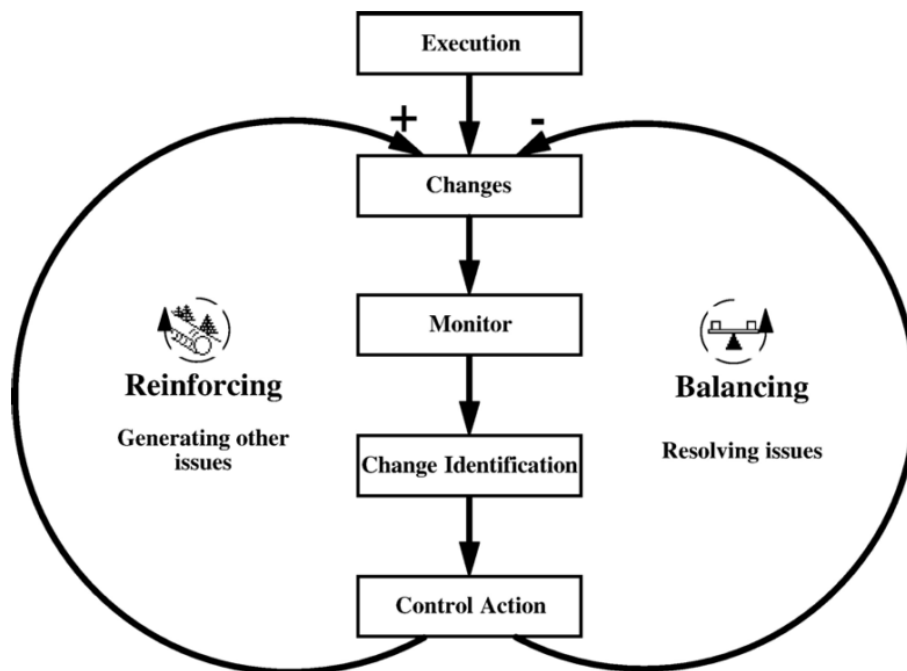 Execution
+
-
Changes
Monitor
Reinforcing
Generating other
issues
Balancing
Resolving issues
Change Identification
Control Action